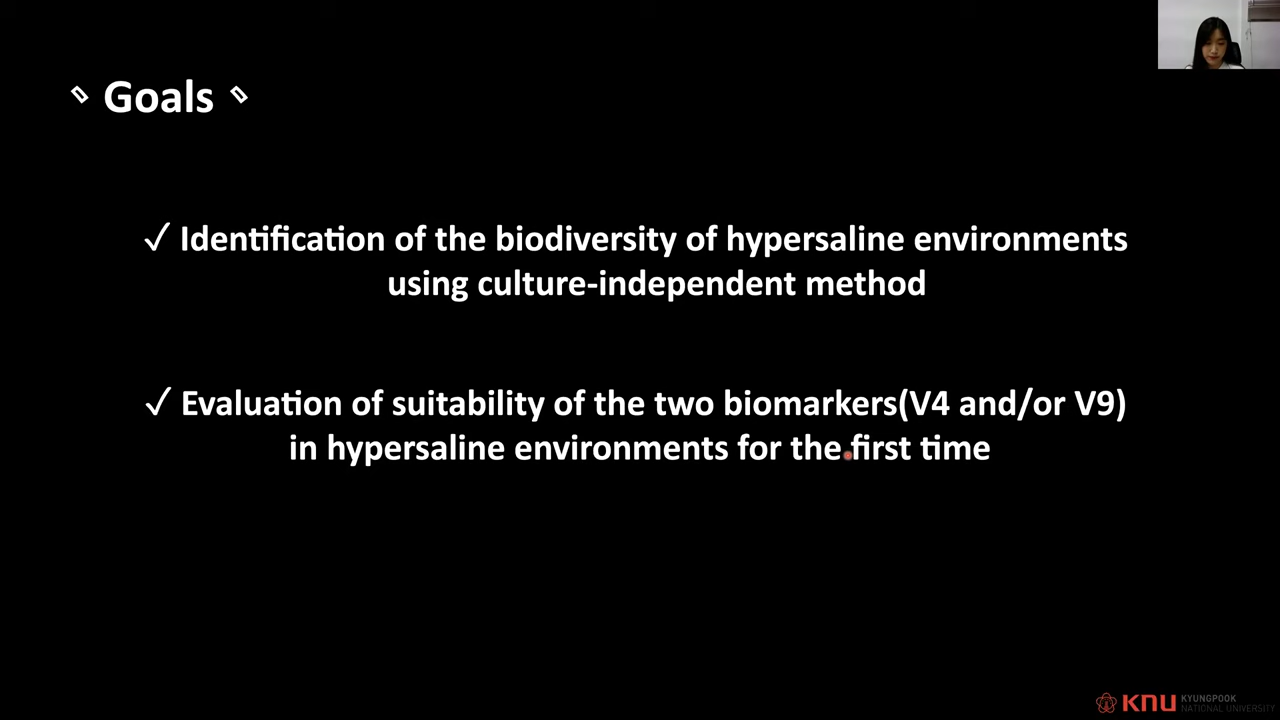 Goals
✓ Identification of the biodiversity of hypersaline environments
using culture-independent method
✓ Evaluation of suitability of the two biomarkers(V4 and/or V9)
in hypersaline environments for the first time
KNU KYUNGPOOK
NATIONAL UNIVERSITY